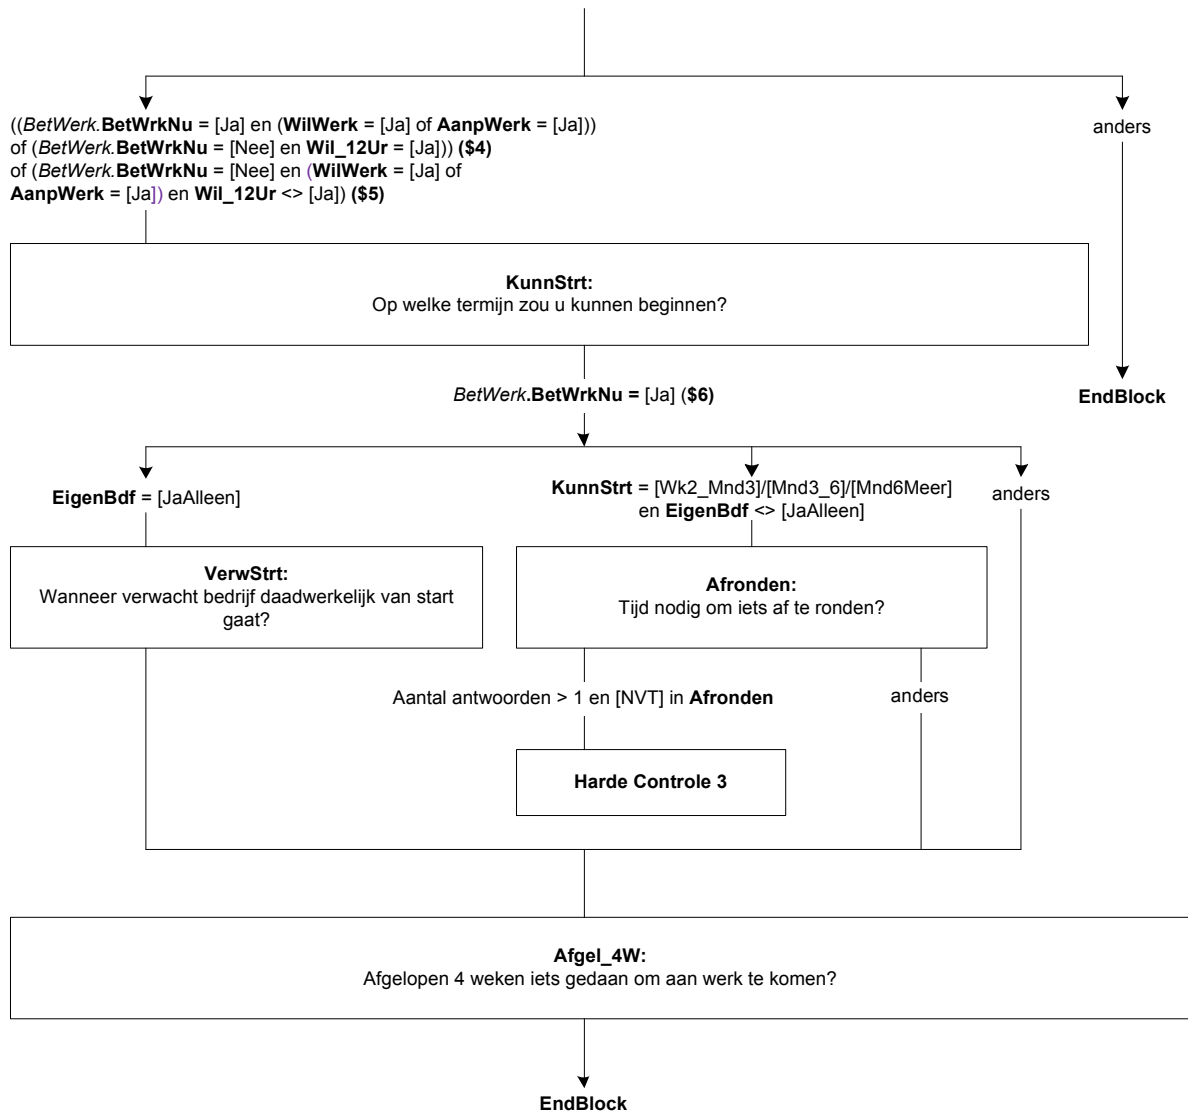 ((BetWerk.BetWrkNu = [Ja] en (WilWerk = [Ja] of AanpWerk = [Ja]))
of (BetWerk.BetWrkNu = [Nee] en Wil_12Ur = [Ja])) ($4)
of (BetWerk.BetWrkNu = [Nee] en (WilWerk = [Ja] of
AanpWerk = [Ja]) en Wil_12Ur <> [Ja]) ($5)
anders
KunnStrt:
Op welke termijn zou u kunnen beginnen?
BetWerk.BetWrkNu = [Ja] ($6)
EndBlock
EigenBdf = [JaAlleen]
KunnStrt = [Wk2_Mnd3]/[Mnd3_6]/[Mnd6Meer]
en EigenBdf <> [JaAlleen]
anders
VerwStrt:
Wanneer verwacht bedrijf daadwerkelijk van start
gaat?
Afronden:
Tijd nodig om iets af te ronden?
Aantal antwoorden > 1 en [NVT] in Afronden
anders
Harde Controle 3
Afgel_4W:
Afgelopen 4 weken iets gedaan om aan werk te komen?
EndBlock